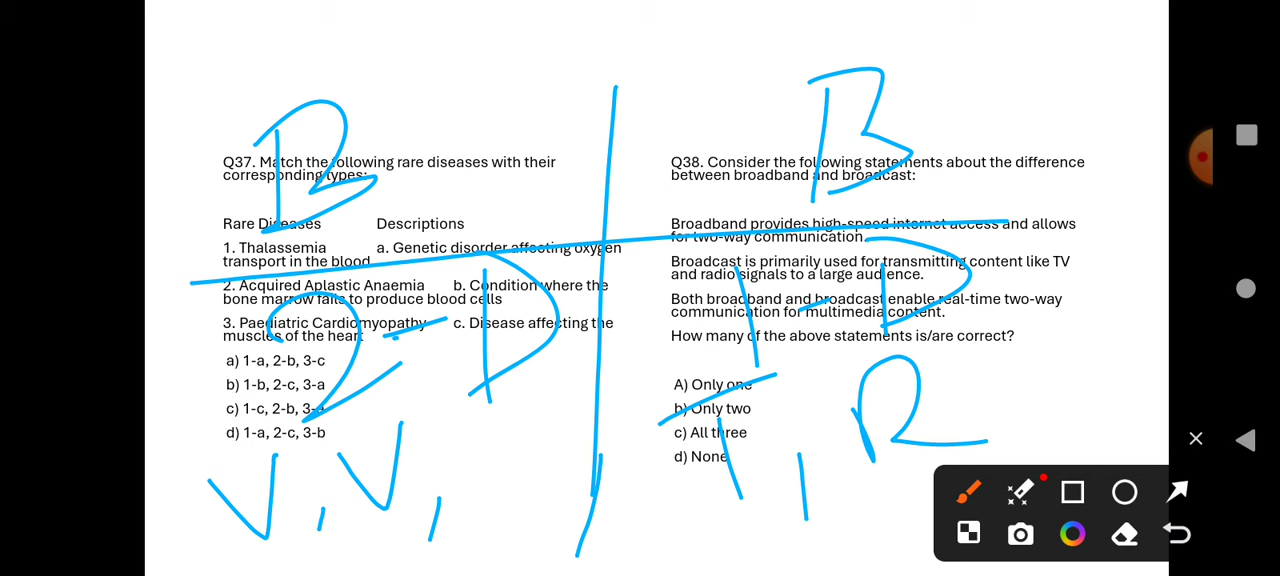 Q37. Match the following rare diseases with their
corresponding types:
Rare Diseases Descriptions
1. Thalassemia a. Genetic disorder affecting oxygen
transport in the blood
2. Acquired Aplastic Anaemia b. Condition where the
bone marrow fails to produce blood cells
3. Paediatric Cardiomyopathy c. Disease affecting the
muscles of the heart
a) 1-a, 2-b, 3-c
b) 1-b, 2-c, 3-a
c) 1-c, 2-b, 3-a
d) 1-a, 2-c, 3-b
B
2-D
V, V,
Q38. Consider the following statements about the difference
between broadband and broadcast:
Broadband provides high-speed internet access and allows
for two-way communication.
Broadcast is primarily used for transmitting content like TV
and radio signals to a large audience.
Both broadband and broadcast enable real-time two-way
communication for multimedia content.
How many of the above statements is/are correct?
A) Only one
b) Only two
c) All three
d) None
B
1-D
T, R